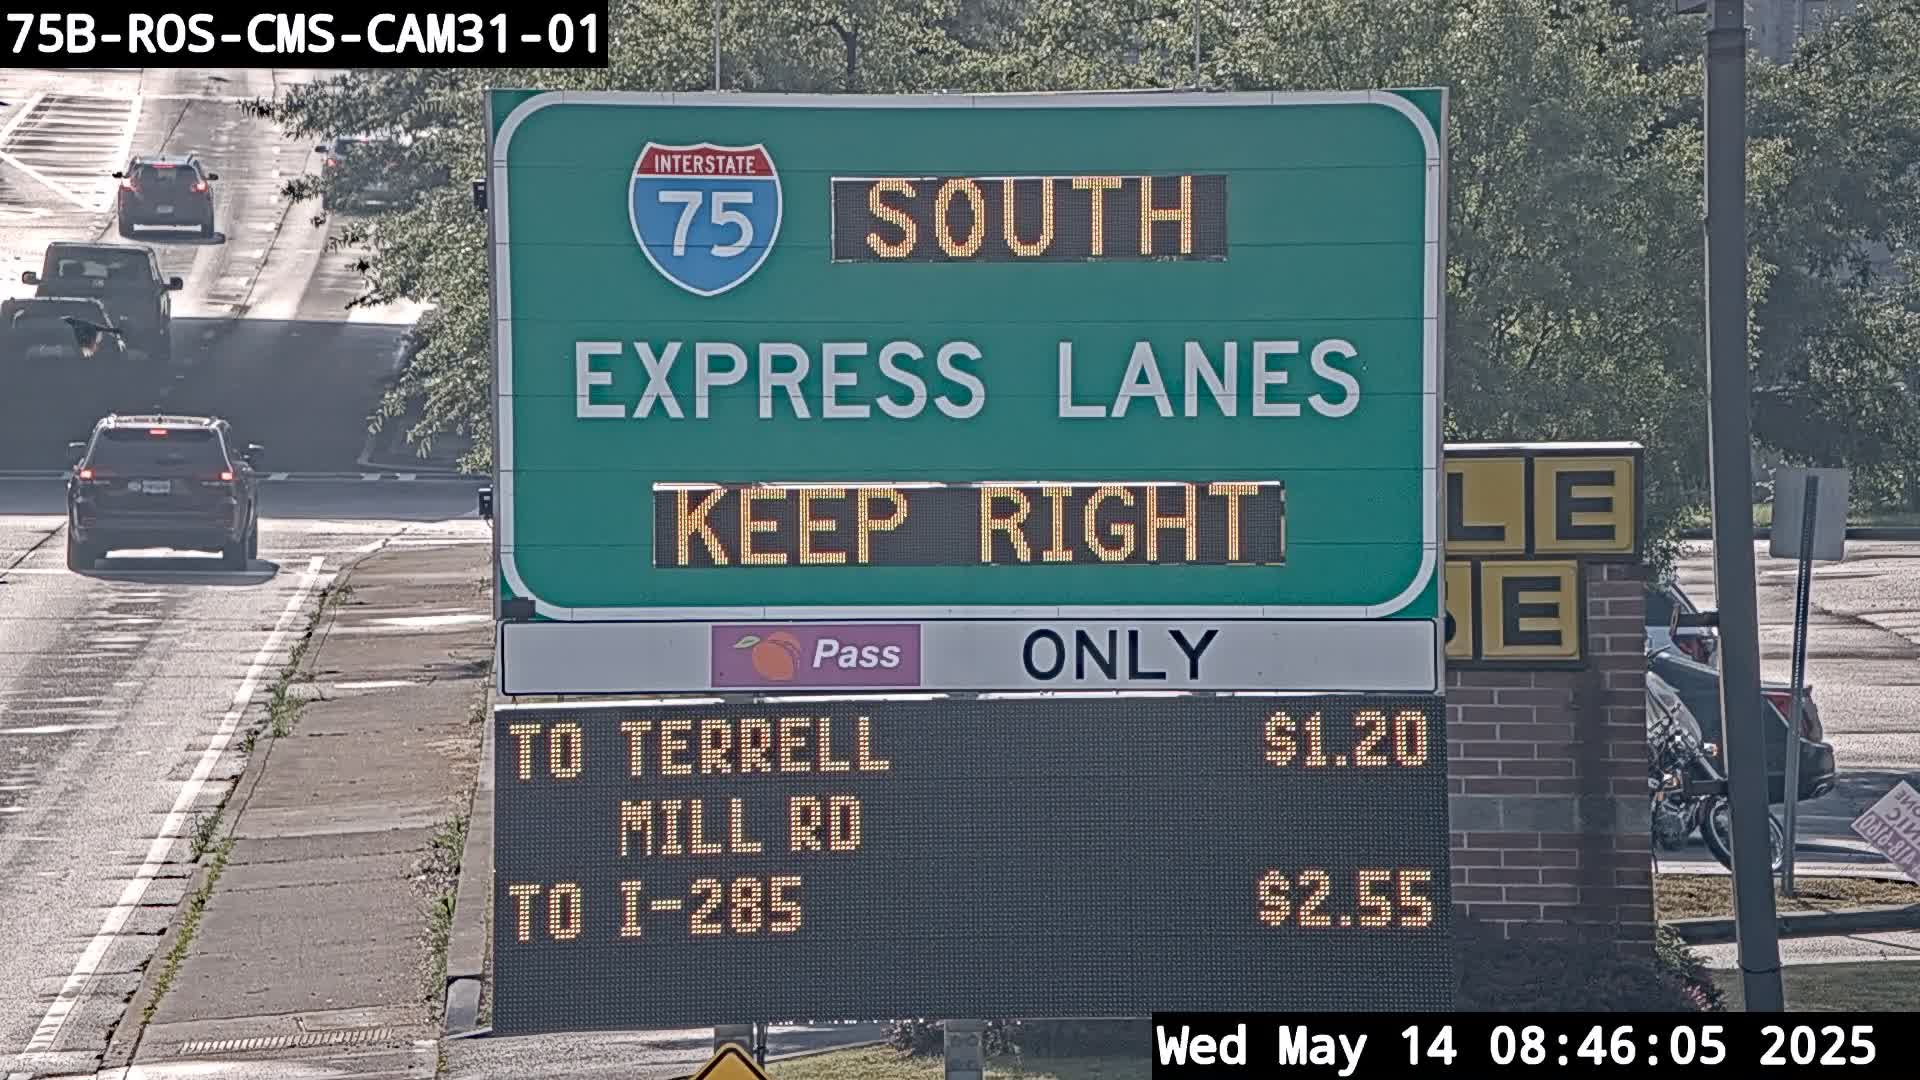 75B-ROS-CMS-CAM31-01
INTERSTATE
75
SOUTH
EXPRESS LANES
KEEP RIGHT
Pass ONLY
TO TERRELL $1.20
MILL RD
TO I-285 $2.55
LE
E
Wed May 14 08:46:05 2025